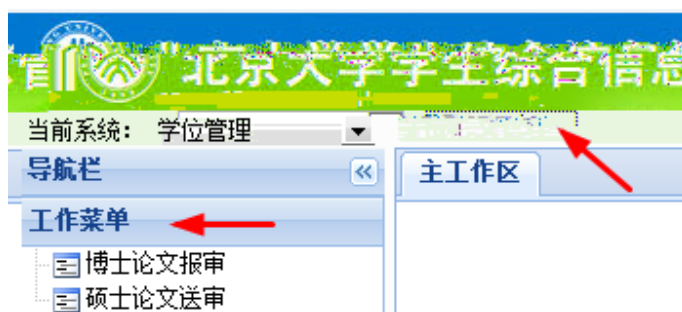 北京大学学生综合信息
当前系统： 学位管理
导航栏
主工作区
工作菜单
博士论文报审
硕士论文送审